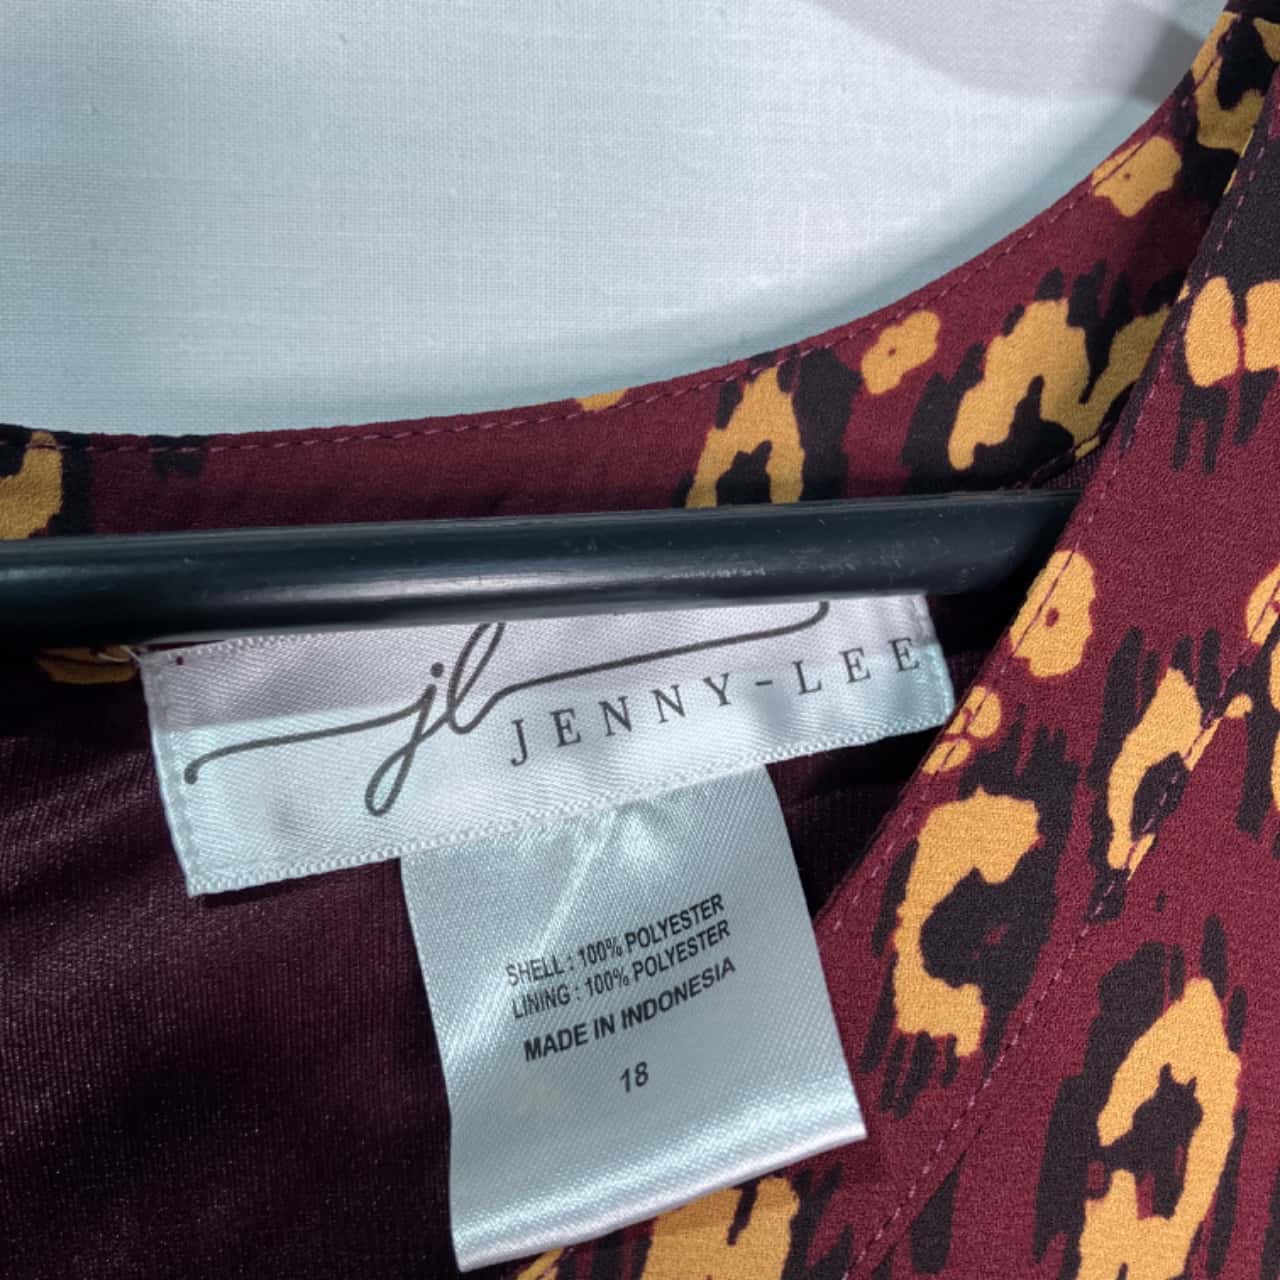 jl
JENNY-LEE
SHELL : 100% POLYESTER
LINING : 100% POLYESTER
MADE IN INDONESIA
18